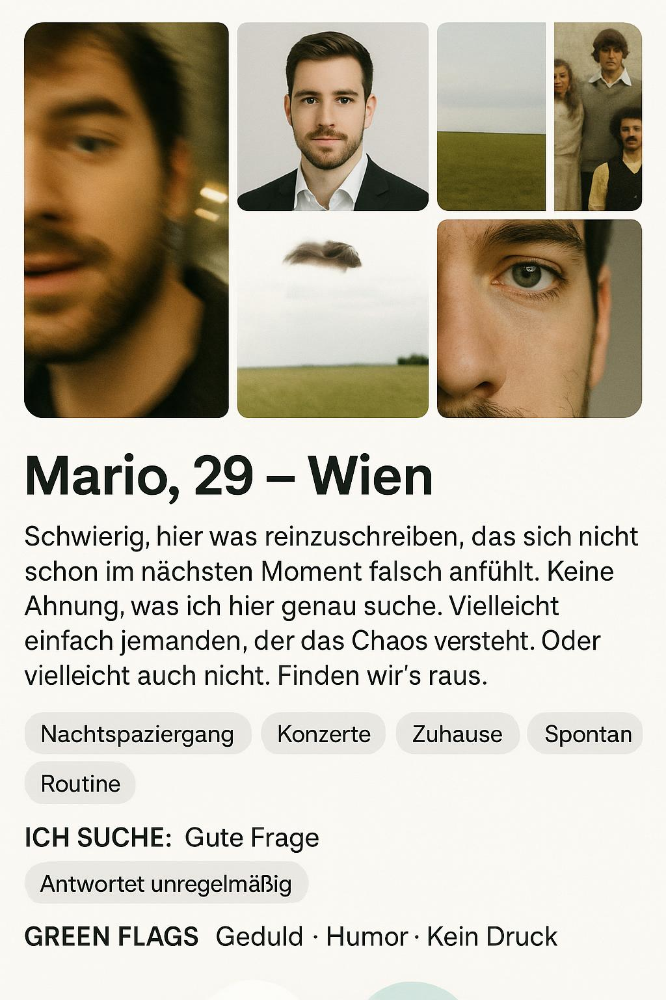 Mario, 29 – Wien
Schwierig, hier was reinzuschreiben, das sich nicht
schon im nächsten Moment falsch anfühlt. Keine
Ahnung, was ich hier genau suche. Vielleicht
einfach jemanden, der das Chaos versteht. Oder
vielleicht auch nicht. Finden wir’s raus.
Nachtspaziergang Konzerte Zuhause Spontan
Routine
ICH SUCHE: Gute Frage
Antwortet unregelmäßig
GREEN FLAGS Geduld · Humor · Kein Druck